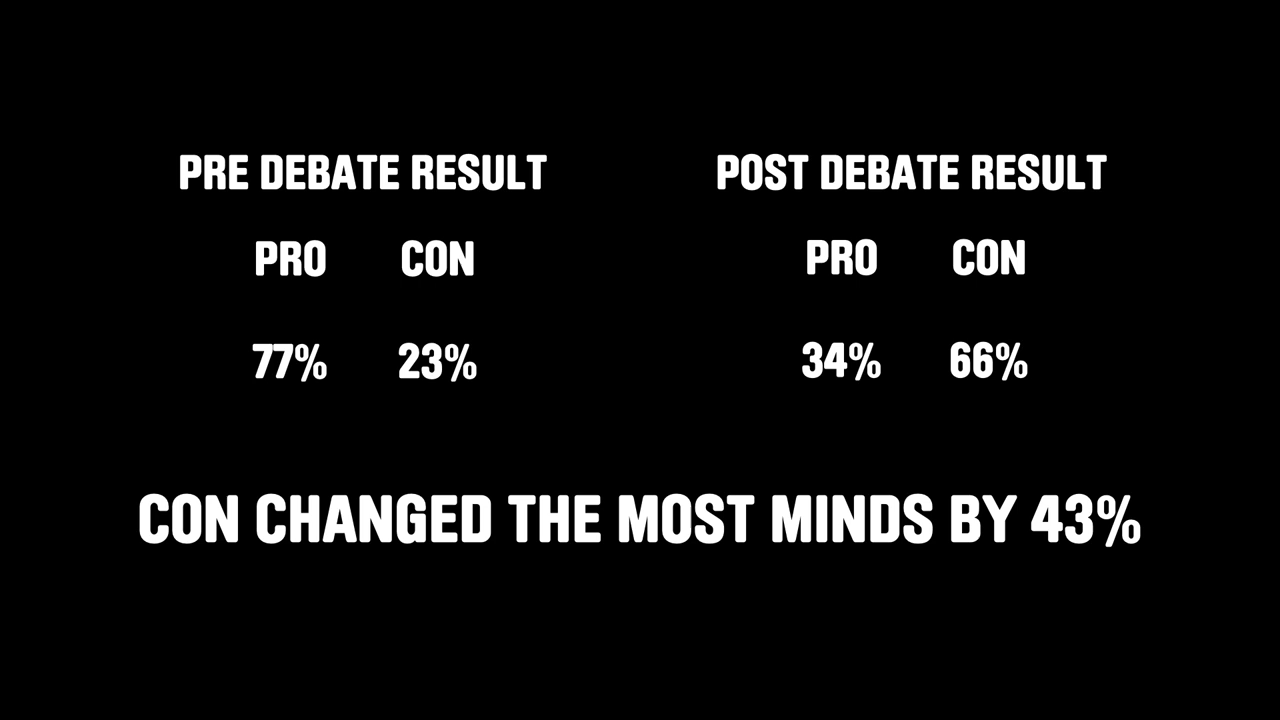 PRE DEBATE RESULT
PRO CON
77% 23%
POST DEBATE RESULT
PRO CON
34% 66%
CON CHANGED THE MOST MINDS BY 43%